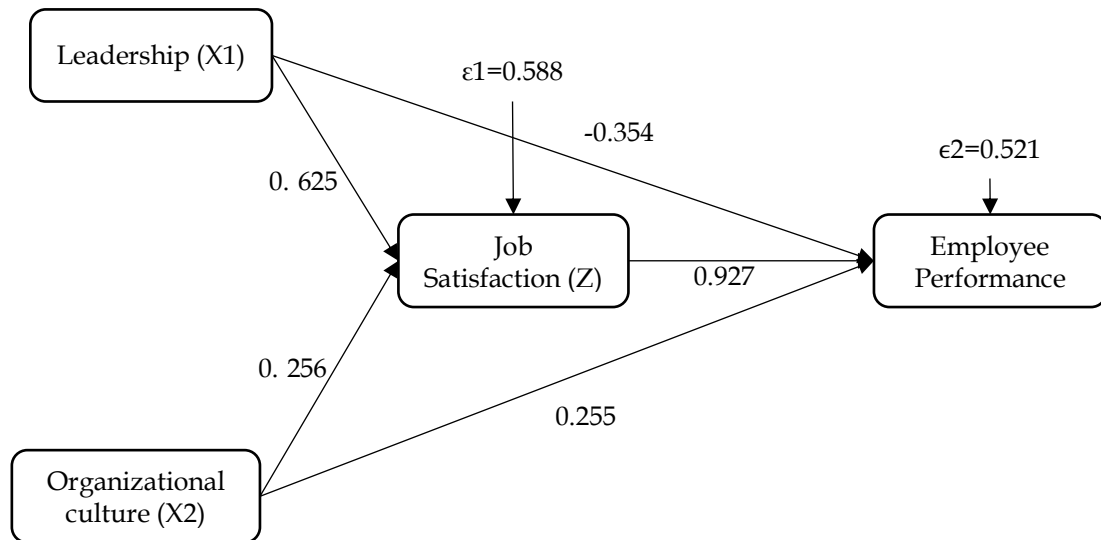 Leadership (X1)
ε1=0.588
-0.354
ϵ2=0.521
0. 625
Job
Satisfaction (Z)
0.927
Employee
Performance
0. 256
0.255
Organizational
culture (X2)